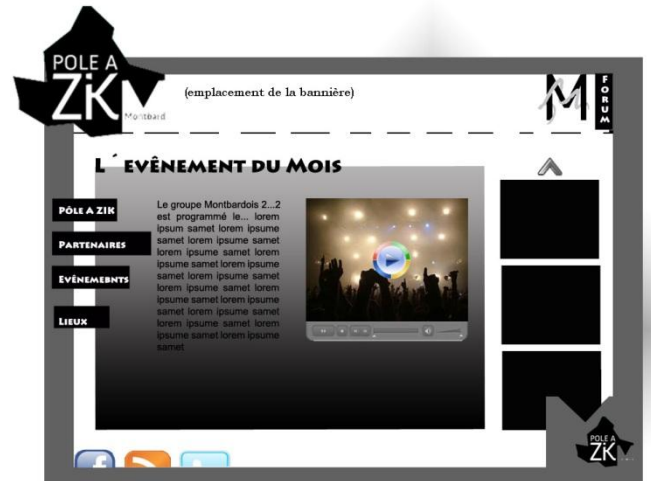 POLE A
ZIK
Montbard
(emplacement de la bannière)
M
FORUM
L´EVÊNEMENT DU MOIS
PÔLE A ZIK
PARTENAIRES
EVÊNEMEBNTS
LIEUX
Le groupe Montbardois 2...2
est programmé le... lorem
ipsum samet lorem ipsume
samet lorem ipsume samet
lorem ipsume samet lorem
ipsume samet lorem ipsume
samet lorem ipsume samet
lorem ipsume samet lorem
ipsume samet lorem ipsume
samet lorem ipsume samet
lorem ipsume samet lorem
ipsume samet lorem ipsume
samet
POLE A
ZIK